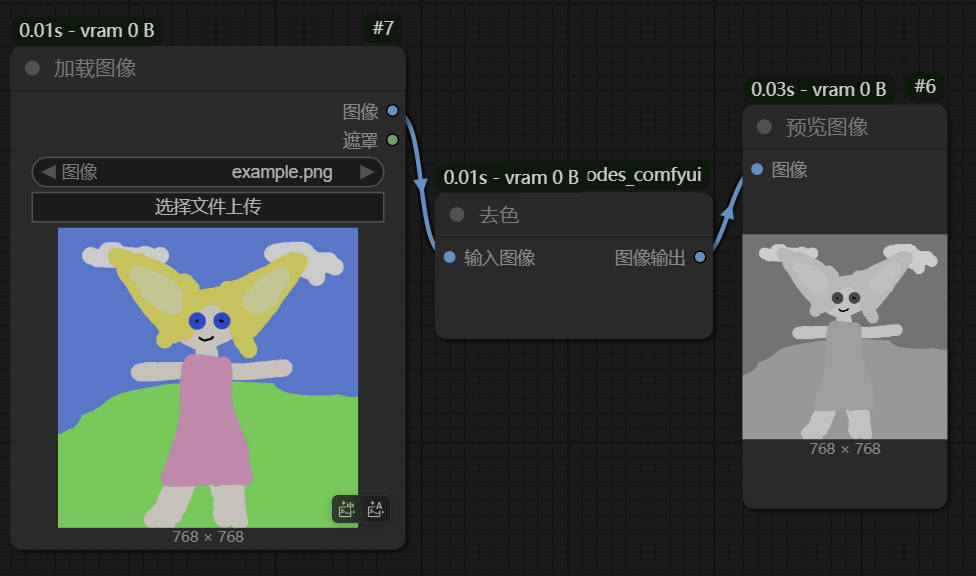 0.01s - vram 0 B
#7
加载图像
图像
遮罩
图像 example.png
选择文件上传
768 × 768
0.01s - vram 0 B odes_comfyui
去色
输入图像 图像输出
0.03s - vram 0 B
#6
预览图像
图像
768 × 768